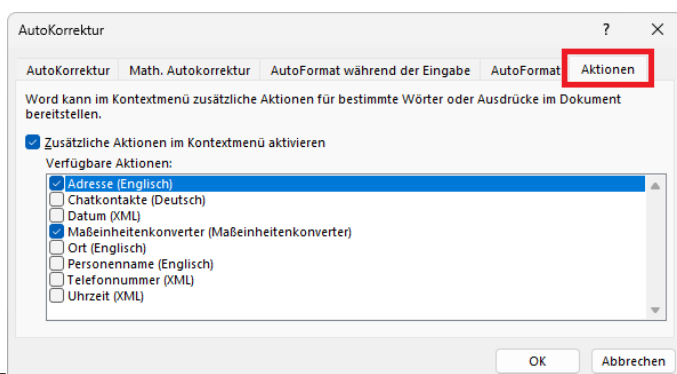 AutoKorrektur ? ×
AutoKorrektur Math. Autokorrektur AutoFormat während der Eingabe AutoFormat Aktionen
Word kann im Kontextmenü zusätzliche Aktionen für bestimmte Wörter oder Ausdrücke im Dokument
bereitstellen.
Zusätzliche Aktionen im Kontextmenü aktivieren
Verfügbare Aktionen:
Adresse (Englisch)
Chatkontakte (Deutsch)
Datum (XML)
Maßeinheitenkonverter (Maßeinheitenkonverter)
Ort (Englisch)
Personenname (Englisch)
Telefonnummer (XML)
Uhrzeit (XML)
OK Abbrechen